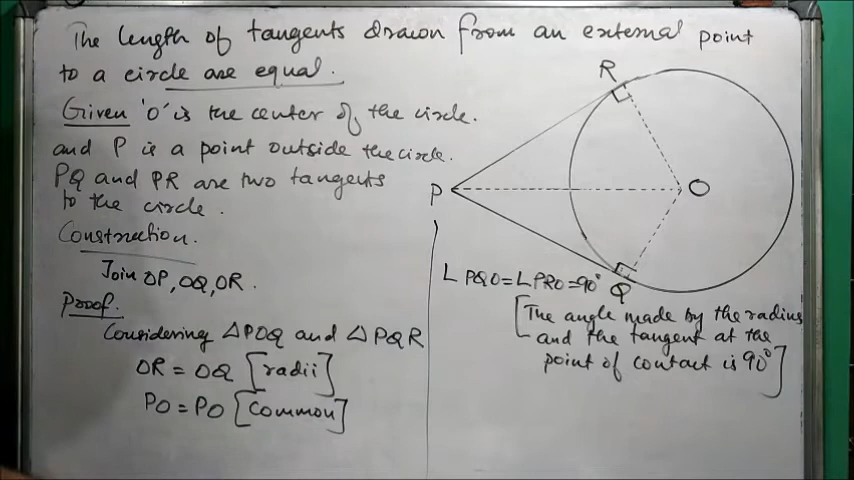 The length of tangents drawn from an external point
to a circle are equal.
Given 'O' is the center of the circle.
and P is a point outside the circle.
PQ and PR are two tangents
to the circle.
Construction.
Join OP, OQ, OR.
Proof.
Considering △POQ and △PQR
OR = OQ [radii]
PO = PO [common]
R
P
O
Q
∠PQO = ∠PRO = 90°
[The angle made by the radius
and the tangent at the
point of contact is 90°]